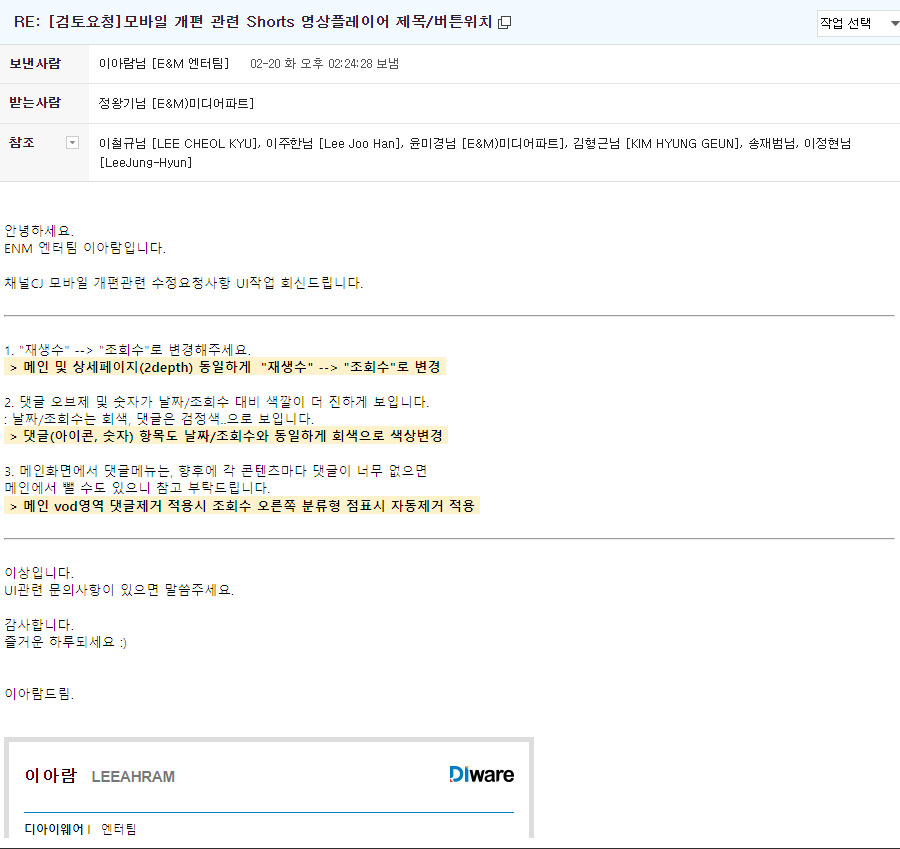 RE: [검토요청]모바일 개편 관련 Shorts 영상플레이어 제목/버튼위치
작업 선택
보낸사람 이아람님 [E&M 엔터팀] 02-20 화 오후 02:24:28 보냄
받는사람 정왕기님 [E&M)미디어파트]
참조 이철규님 [LEE CHEOL KYU], 이주한님 [Lee Joo Han], 윤미경님 [E&M)미디어파트], 김형근님 [KIM HYUNG GEUN], 송재범님, 이정현님
[LeeJung-Hyun]
안녕하세요.
ENM 엔터팀 이아람입니다.
채널CJ 모바일 개편관련 수정요청사항 UI작업 회신드립니다.
1. "재생수" --> "조회수"로 변경해주세요.
> 메인 및 상세페이지(2depth) 동일하게 "재생수" --> "조회수"로 변경
2. 댓글 오브제 및 숫자가 날짜/조회수 대비 색깔이 더 진하게 보입니다.
: 날짜/조회수는 회색, 댓글은 검정색..으로 보입니다.
> 댓글(아이콘, 숫자) 항목도 날짜/조회수와 동일하게 회색으로 색상변경
3. 메인화면에서 댓글메뉴는, 향후에 각 콘텐츠마다 댓글이 너무 없으면
메인에서 뺄 수도 있으니 참고 부탁드립니다.
> 메인 vod영역 댓글제거 적용시 조회수 오른쪽 분류형 점표시 자동제거 적용
이상입니다.
UI관련 문의사항이 있으면 말씀주세요.
감사합니다.
즐거운 하루되세요 :)
이아람드림.
이아람 LEEAHRAM
DIware
디아이웨어 | 엔터팀